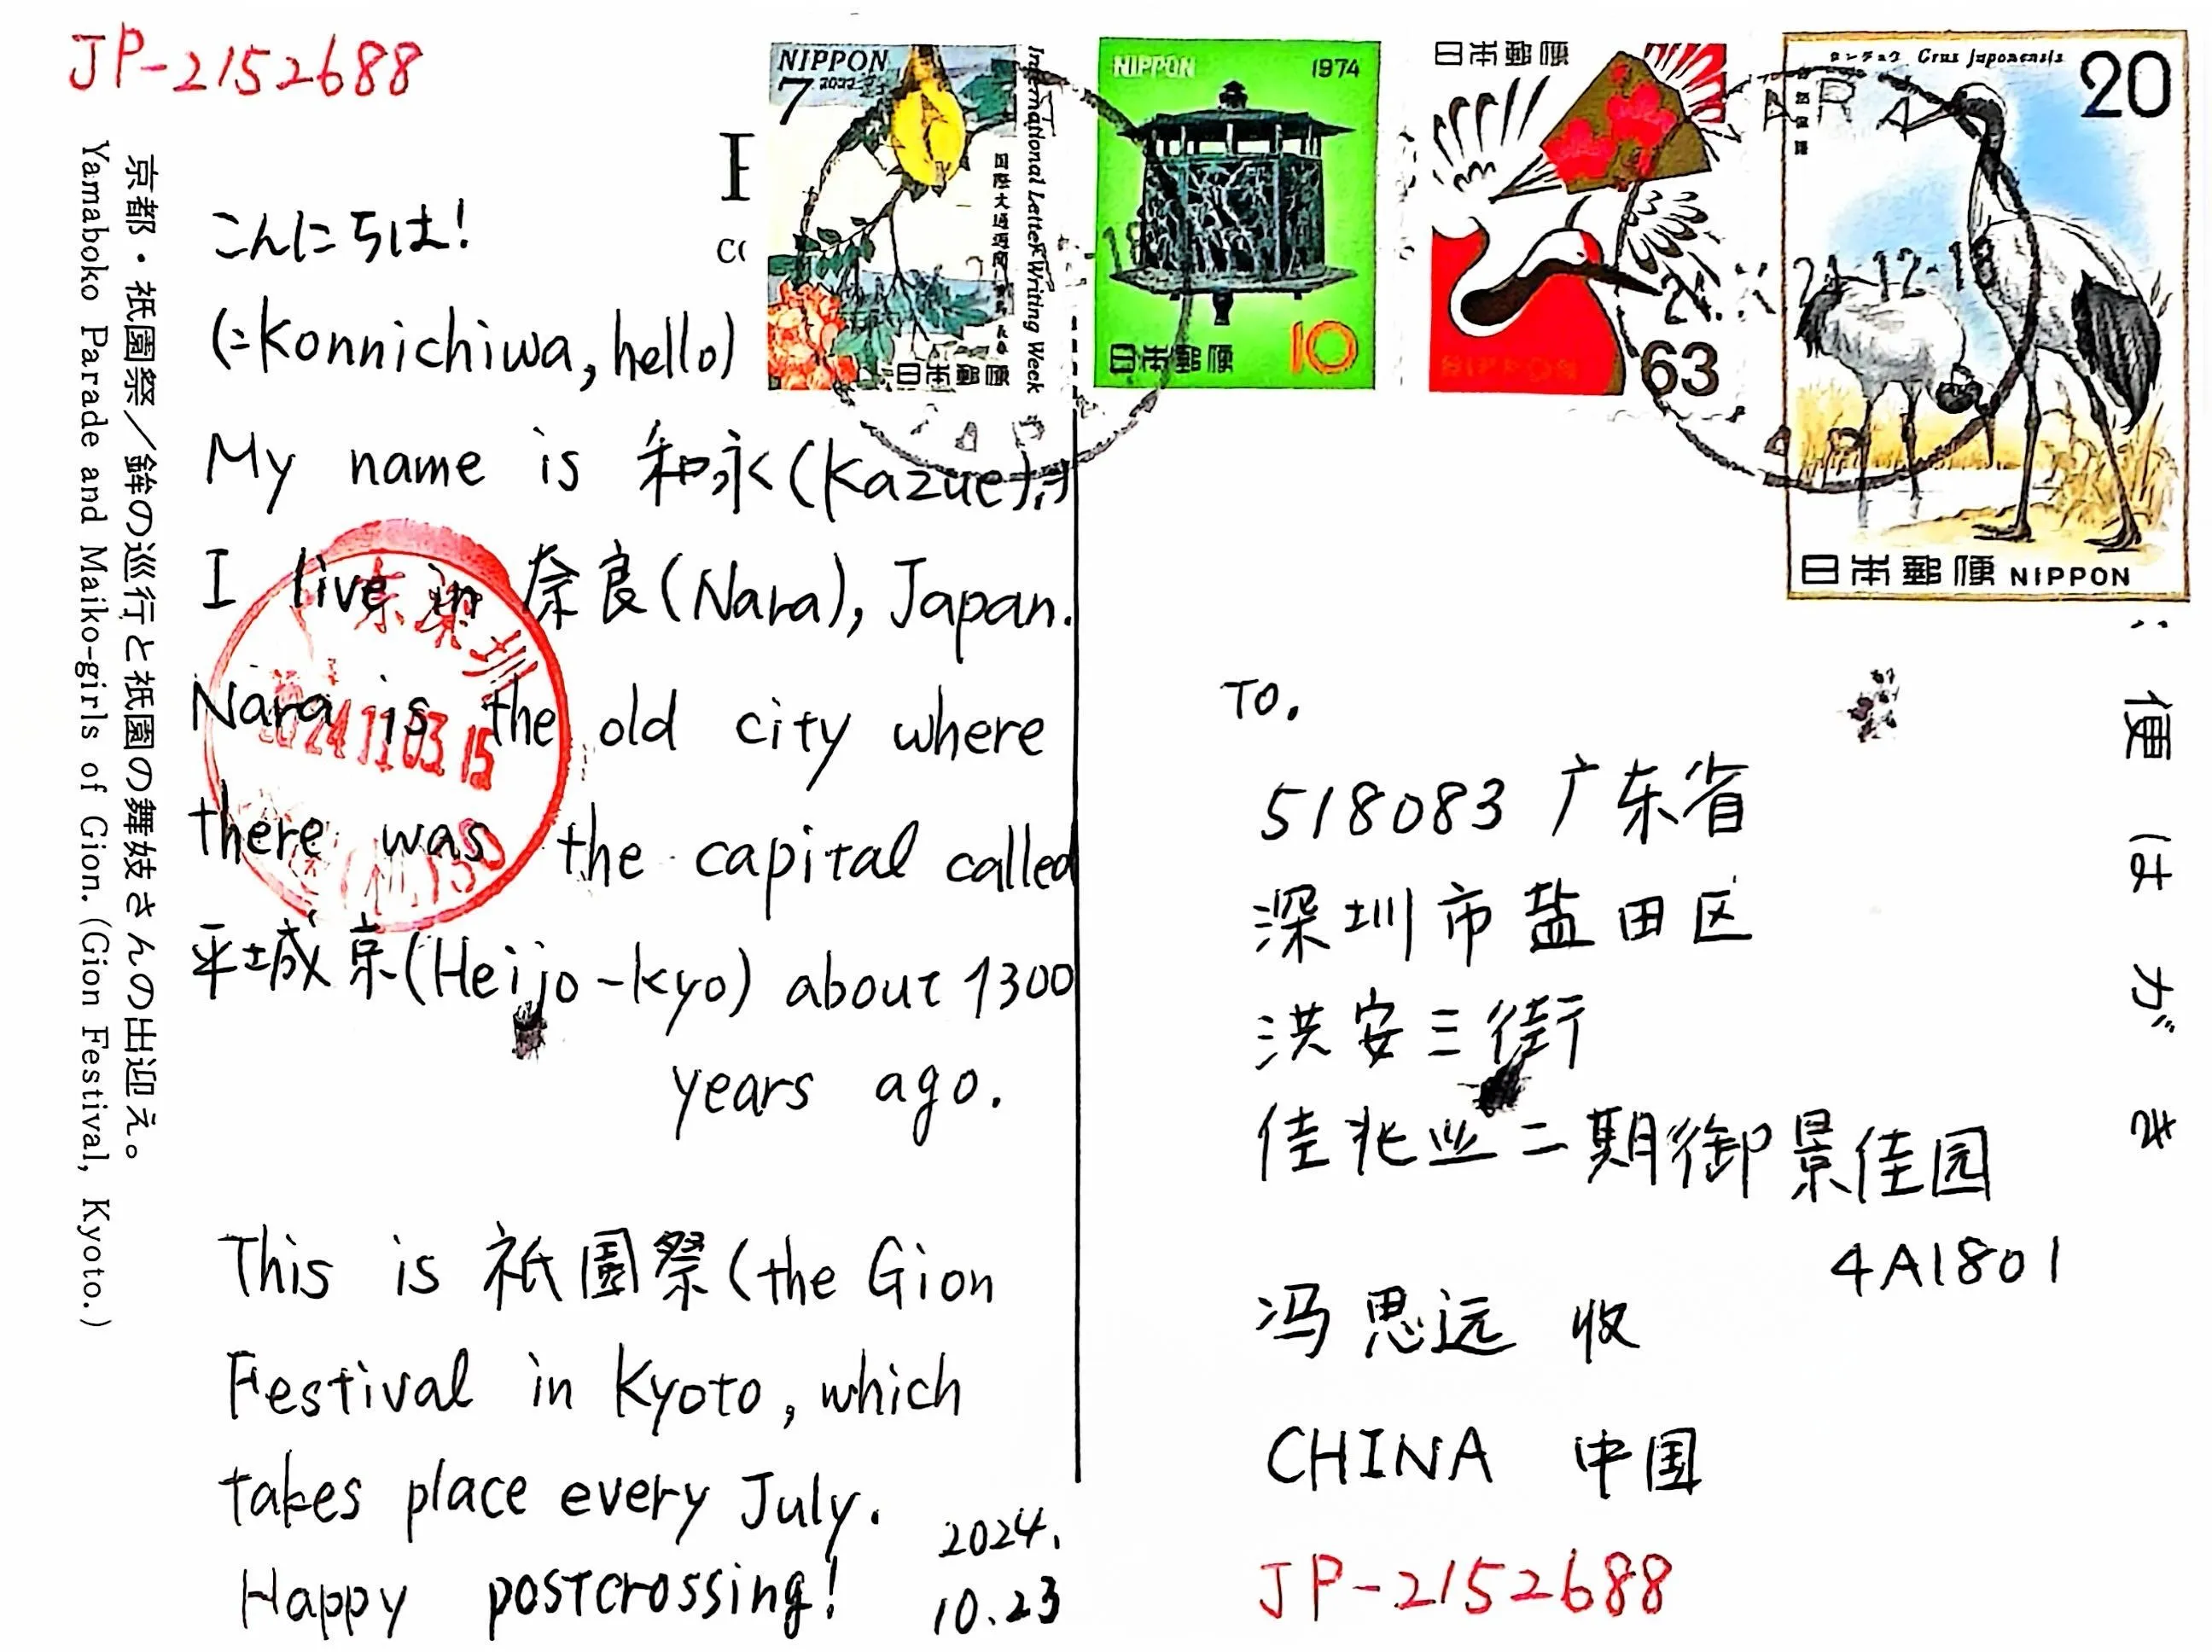 JP-2152688
京都・祇園祭／鉾の巡行と祇園の舞妓さんの出迎え。
Yamaboko Parade and Maiko-girls of Gion. (Gion Festival, Kyoto.)
こんにちは!
(=Konnichiwa, hello)
My name is 和永(Kazue).
I live in 奈良(Nara), Japan.
Nara is the old city where
there was the capital called
平城京(Heijo-kyo) about 1300
years ago.
This is 祇園祭(the Gion
Festival in Kyoto, which
takes place every July.
Happy postcrossing!
2024.
10.23
NIPPON
7 2022
International Letter Writing Week
日本郵便
NIPPON 1974
日本郵便 10
日本郵便
NIPPON
63
タンチョウ Grus japonensis 20
日本郵便 NIPPON
NARA
21.X.24 12-18
JAPAN
2024.11.03.15
便はがき
TO.
518083 广东省
深圳市盐田区
洪安三街
佳兆业二期御景佳园
4A1801
冯思远 收
CHINA 中国
JP-2152688